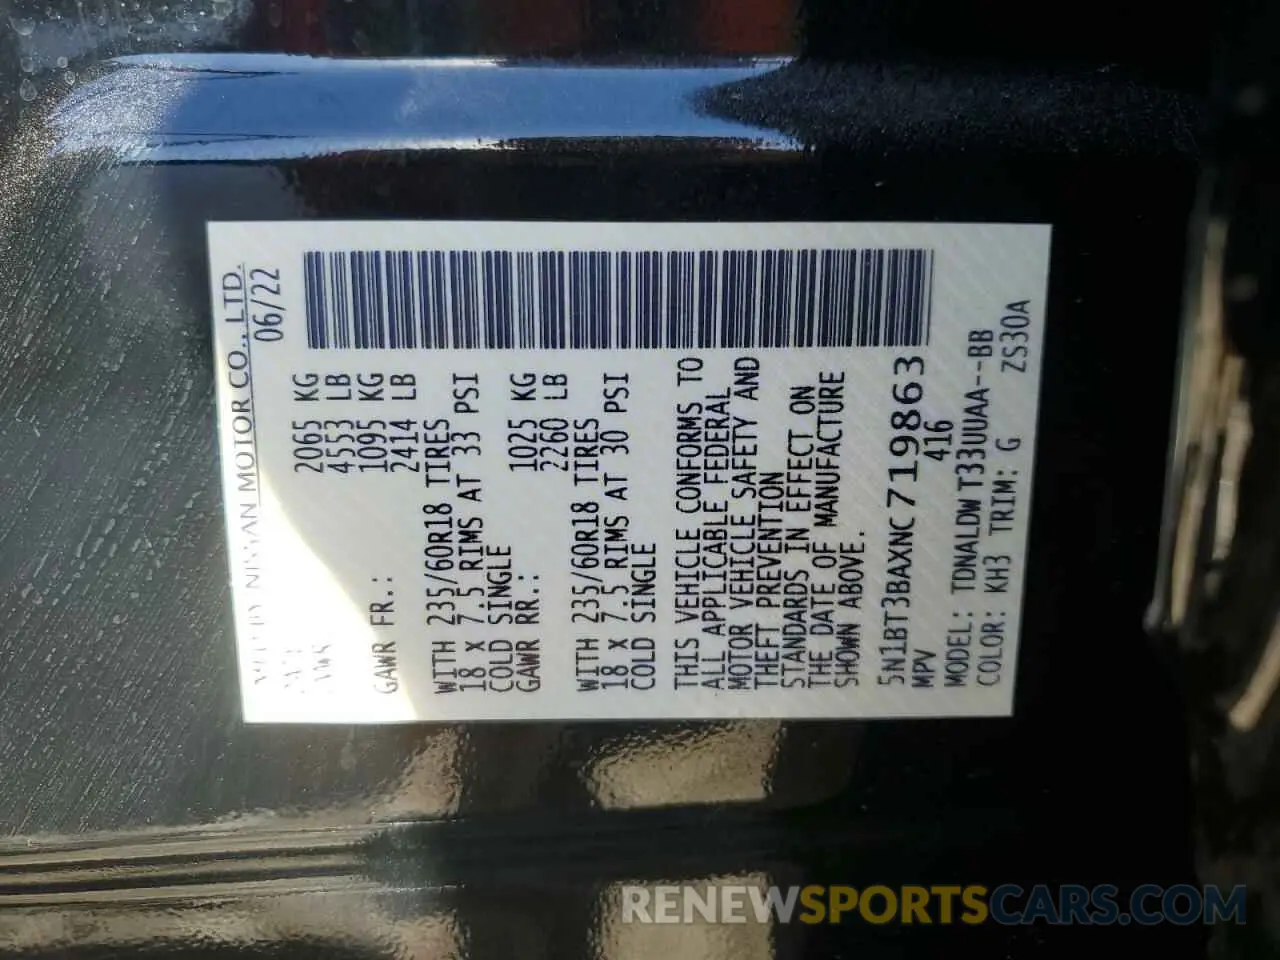 MFD BY NISSAN MOTOR CO., LTD.
06/22
2065 KG
GVWR 4553 LB
GAWR FR.: 1095 KG
2414 LB
WITH 235/60R18 TIRES
18 X 7.5 RIMS AT 33 PSI
COLD SINGLE
GAWR RR.: 1025 KG
2260 LB
WITH 235/60R18 TIRES
18 X 7.5 RIMS AT 30 PSI
COLD SINGLE
THIS VEHICLE CONFORMS TO
ALL APPLICABLE FEDERAL
MOTOR VEHICLE SAFETY AND
THEFT PREVENTION
STANDARDS IN EFFECT ON
THE DATE OF MANUFACTURE
SHOWN ABOVE.
5N1BT3BAXNC719863
MPV 416
MODEL: TDNALDWT33UUAA--BB
COLOR: KH3 TRIM: G ZS30A
RENEWSPORTSCARS.COM